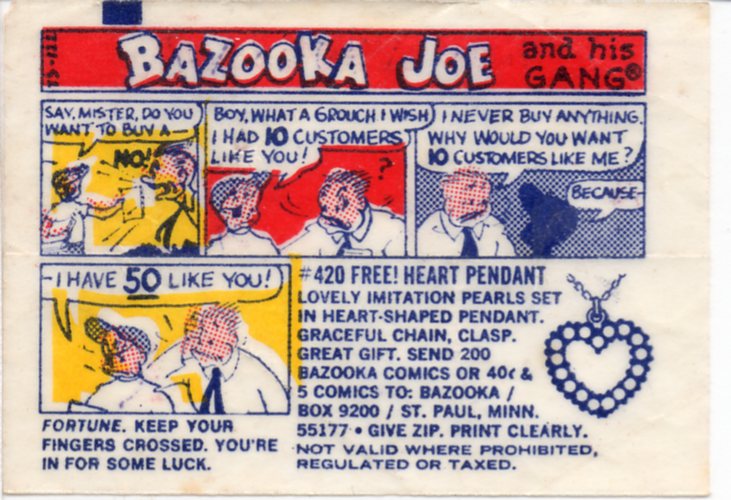 BAZOOKA JOE and his
GANG®
SAY, MISTER, DO YOU
WANT TO BUY A—
NO!
BOY, WHAT A GROUCH I WISH
I HAD 10 CUSTOMERS
LIKE YOU!
?
I NEVER BUY ANYTHING.
WHY WOULD YOU WANT
10 CUSTOMERS LIKE ME?
BECAUSE—
—I HAVE 50 LIKE YOU!
FORTUNE. KEEP YOUR
FINGERS CROSSED. YOU'RE
IN FOR SOME LUCK.
#420 FREE! HEART PENDANT
LOVELY IMITATION PEARLS SET
IN HEART-SHAPED PENDANT.
GRACEFUL CHAIN, CLASP.
GREAT GIFT. SEND 200
BAZOOKA COMICS OR 40¢ &
5 COMICS TO: BAZOOKA /
BOX 9200 / ST. PAUL, MINN.
55177 • GIVE ZIP. PRINT CLEARLY.
NOT VALID WHERE PROHIBITED,
REGULATED OR TAXED.